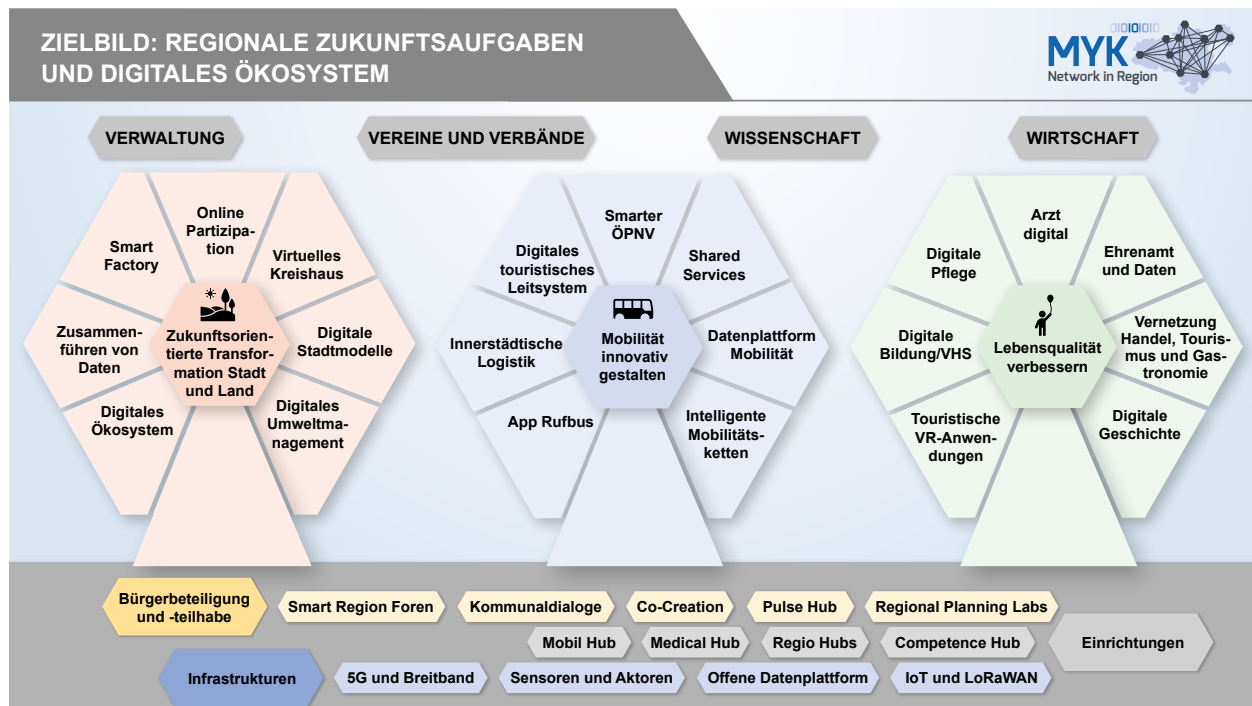 ZIELBILD: REGIONALE ZUKUNFTSAUFGABEN
UND DIGITALES ÖKOSYSTEM
01010101010
MYK
Network in Region
VERWALTUNG
VEREINE UND VERBÄNDE
WISSENSCHAFT
WIRTSCHAFT
Online
Partizipa-
tion
Smart
Factory
Virtuelles
Kreishaus
Zusammen-
führen von
Daten
Zukunftsorien-
tierte Transfor-
mation Stadt
und Land
Digitale
Stadtmodelle
Digitales
Ökosystem
Digitales
Umweltma-
nagement
Smarter
ÖPNV
Digitales
touristisches
Leitsystem
Shared
Services
Innerstädtische
Logistik
Mobilität
innovativ
gestalten
Datenplattform
Mobilität
App Rufbus
Intelligente
Mobilitäts-
ketten
Arzt
digital
Digitale
Pflege
Ehrenamt
und Daten
Digitale
Bildung/VHS
Lebensqualität
verbessern
Vernetzung
Handel, Touris-
mus und Gas-
tronomie
Touristische
VR-Anwen-
dungen
Digitale
Geschichte
Bürgerbeteiligung
und -teilhabe
Smart Region Foren
Kommunaldialoge
Co-Creation
Pulse Hub
Regional Planning Labs
Mobil Hub
Medical Hub
Regio Hubs
Competence Hub
Einrichtungen
Infrastrukturen
5G und Breitband
Sensoren und Aktoren
Offene Datenplattform
IoT und LoRaWAN